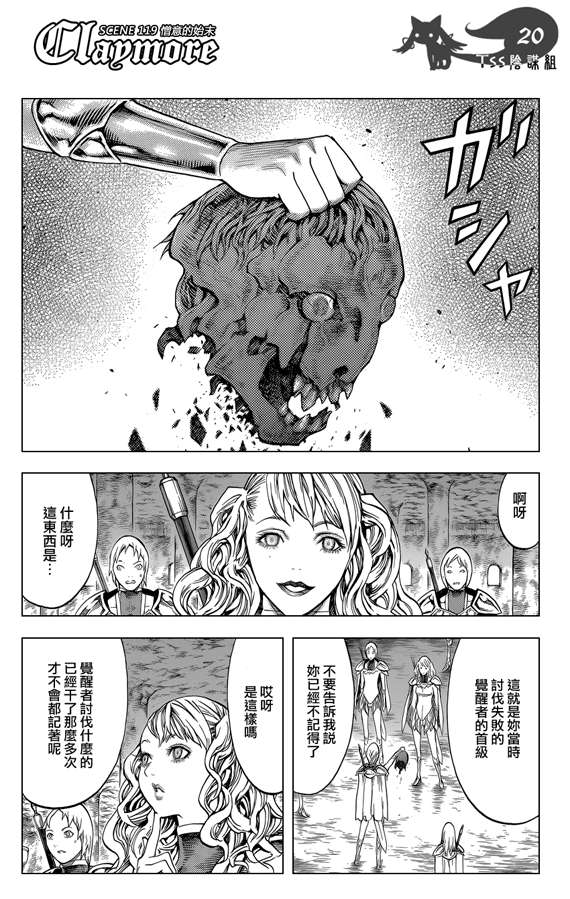 SCENE 119 憎意的始末
Claymore
20
Tss陰謀組
ガシャ
啊呀
什麼呀
這東西是…
這就是妳當時
討伐失敗的
覺醒者的首級
不要告訴我說
妳已經不記得了
哎呀
是這樣嗎
覺醒者討伐什麼的
已經干了那麼多次
才不會都記著呢